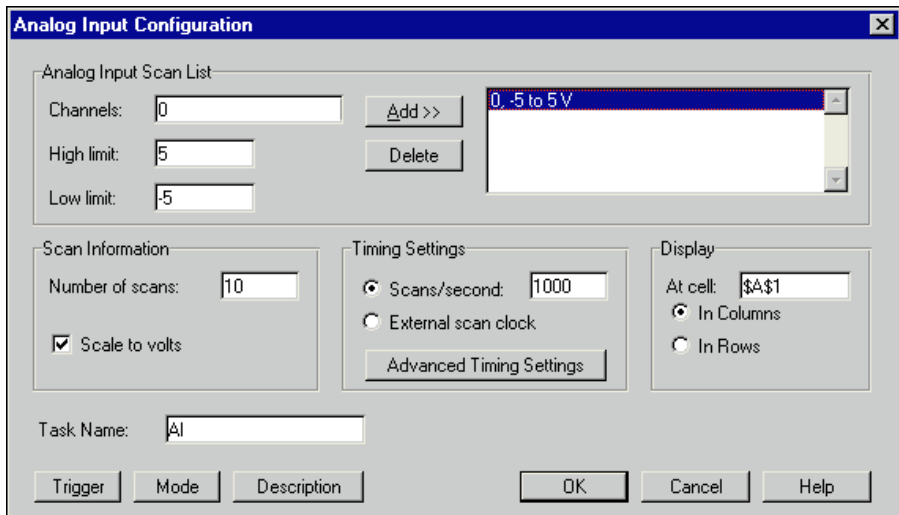 Analog Input Configuration
Analog Input Scan List
Channels: 0
Add >>
0, -5 to 5 V
High limit: 5
Delete
Low limit: -5
Scan Information
Number of scans: 10
Scale to volts
Timing Settings
Scans/second: 1000
External scan clock
Advanced Timing Settings
Display
At cell: $A$1
In Columns
In Rows
Task Name: AI
Trigger
Mode
Description
OK
Cancel
Help